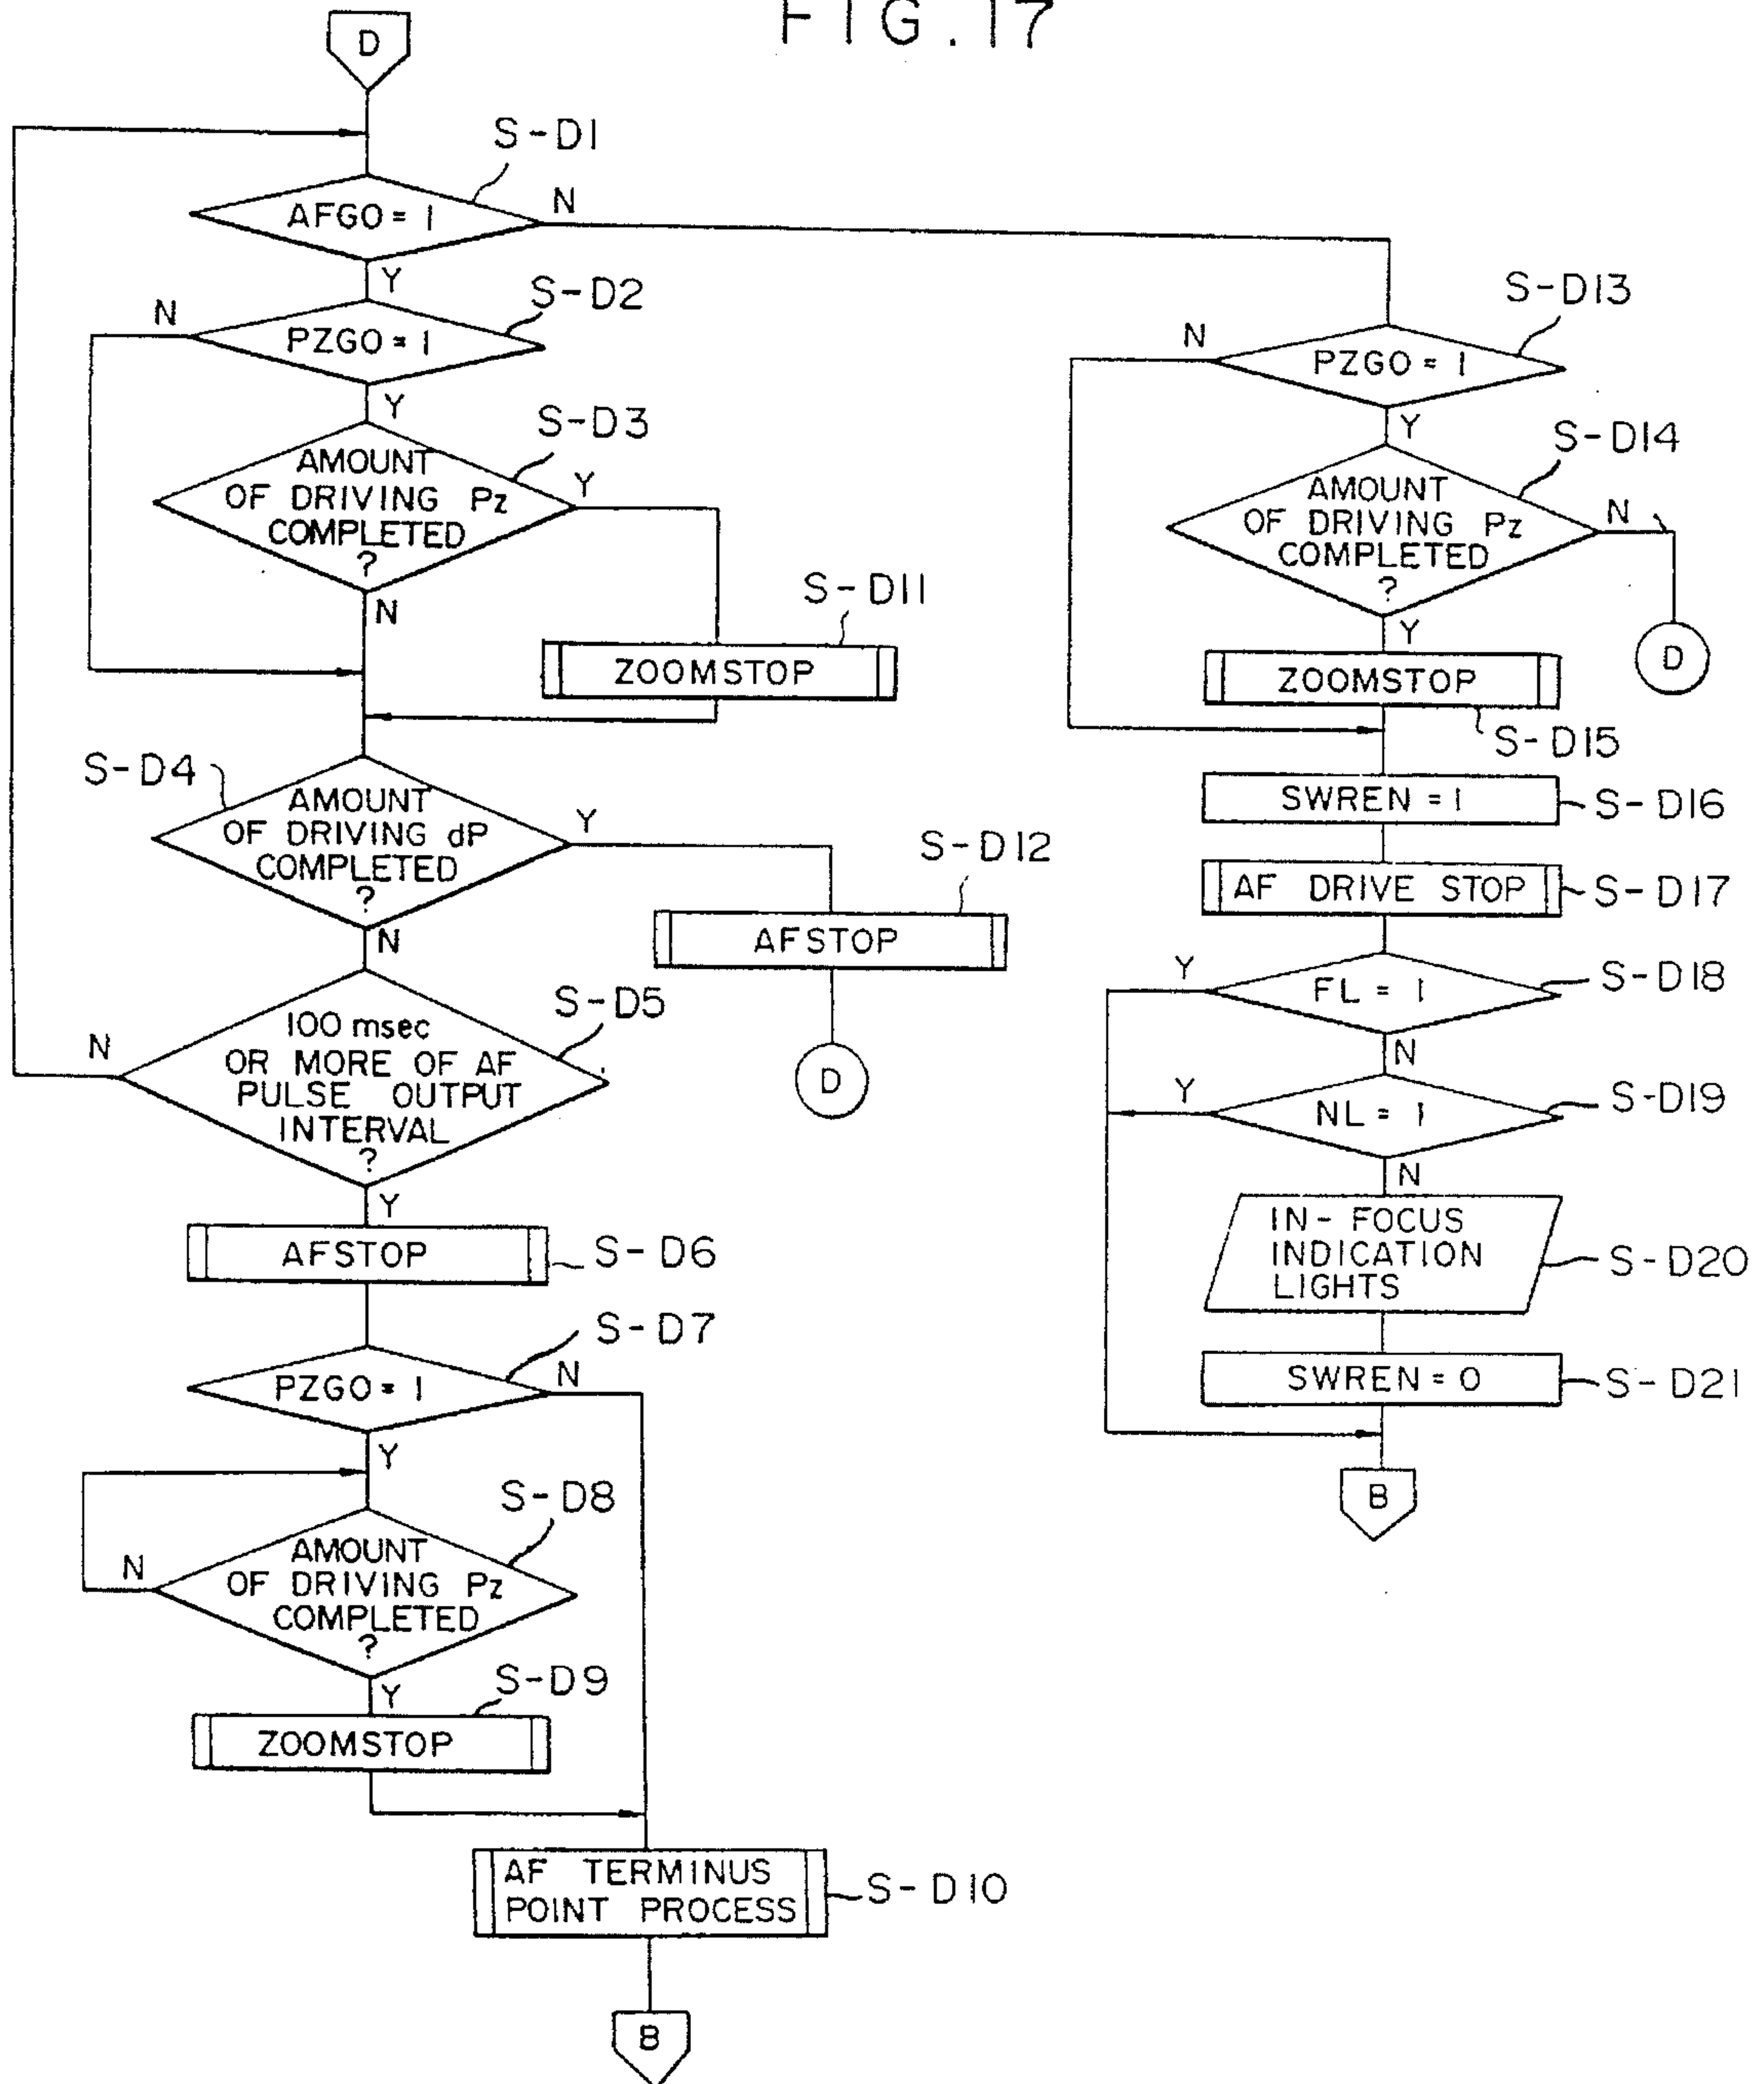 FIG. 17
D
S-D1
AFGO = 1
N
Y
S-D2
N
PZGO = 1
Y
S-D3
AMOUNT
OF DRIVING Pz
COMPLETED
?
Y
N
S-D11
ZOOMSTOP
S-D4
AMOUNT
OF DRIVING dP
COMPLETED
?
Y
N
S-D12
AFSTOP
D
S-D5
100 msec
OR MORE OF AF
PULSE OUTPUT
INTERVAL
?
N
Y
AFSTOP
S-D6
S-D7
PZGO = 1
N
Y
S-D8
AMOUNT
OF DRIVING Pz
COMPLETED
?
N
Y
S-D9
ZOOMSTOP
AF TERMINUS
POINT PROCESS
S-D10
B
S-D13
N
PZGO = 1
Y
S-D14
AMOUNT
OF DRIVING Pz
COMPLETED
?
N
Y
D
ZOOMSTOP
S-D15
SWREN = 1
S-D16
AF DRIVE STOP
S-D17
Y
FL = 1
S-D18
N
Y
NL = 1
S-D19
N
IN-FOCUS
INDICATION
LIGHTS
S-D20
SWREN = 0
S-D21
B